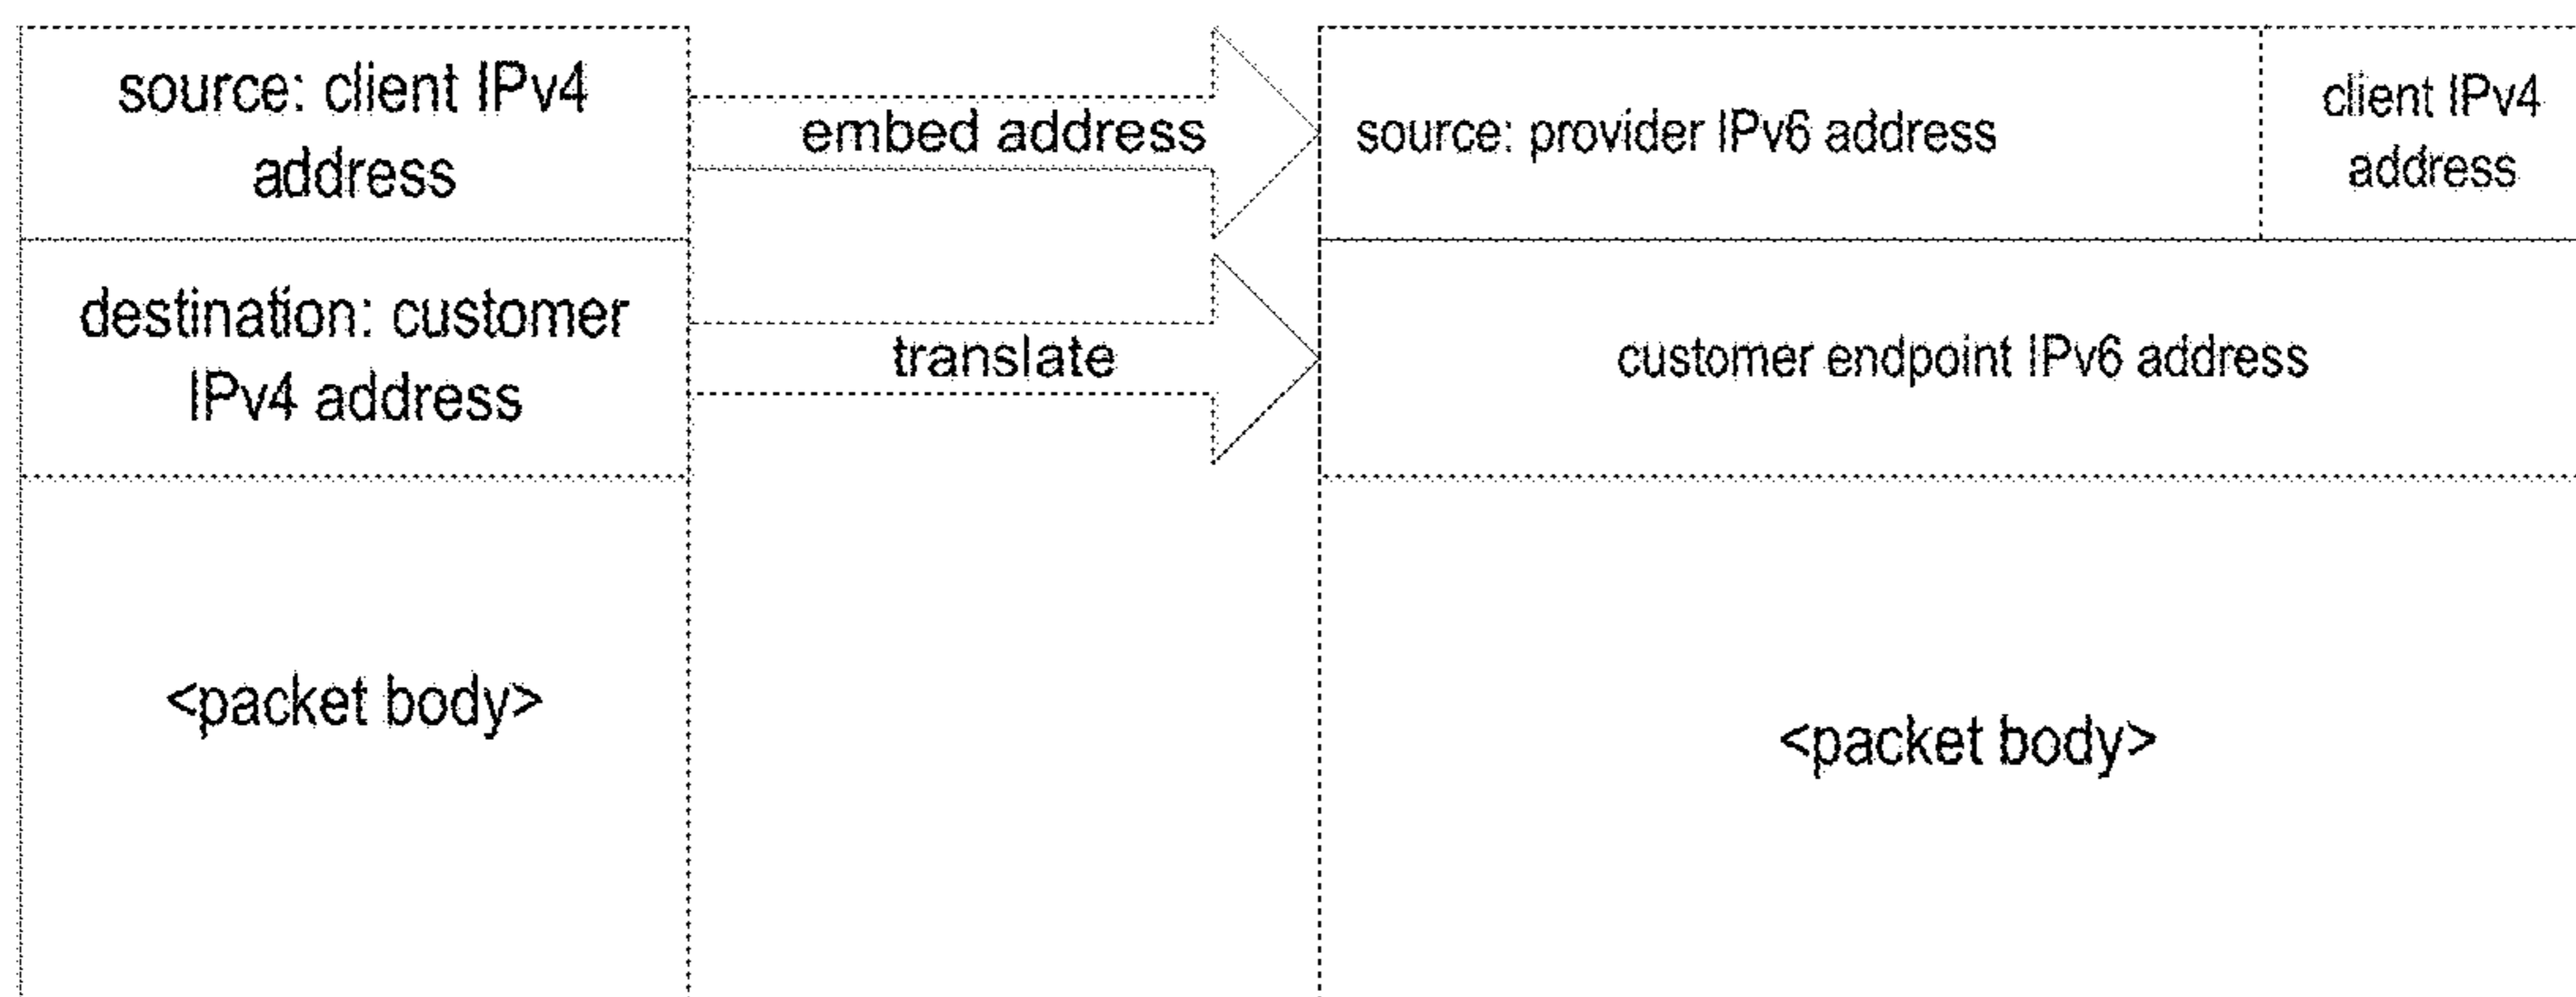 source: client IPv4
address
embed address
source: provider IPv6 address
client IPv4
address
destination: customer
IPv4 address
translate
customer endpoint IPv6 address
<packet body>
<packet body>